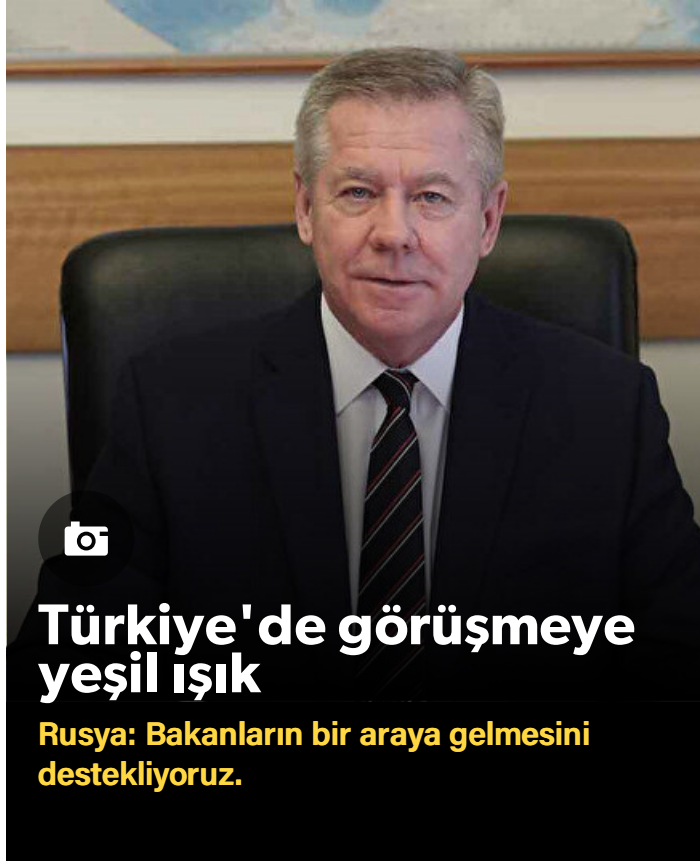 Türkiye'de görüşmeye
yeşil ışık
Rusya: Bakanların bir araya gelmesini
destekliyoruz.